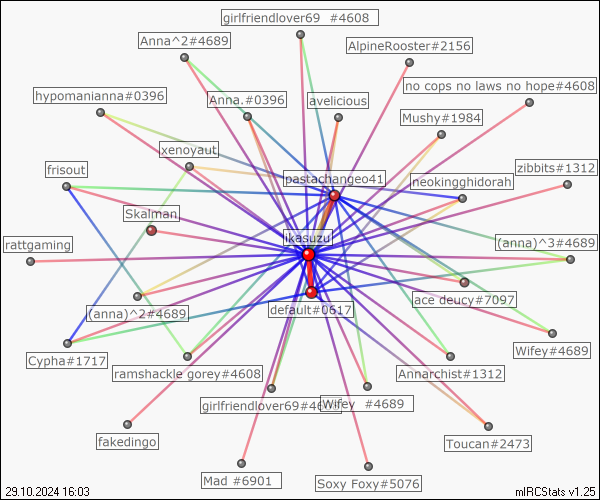 girlfriendlover69 #4608
Anna^2#4689
AlpineRooster#2156
no cops no laws no hope#4608
hypomanianna#0396
Anna.#0396
avelicious
Mushy#1984
xenoyaut
zibbits#1312
frisout
pastachangeo41
neokingghidorah
Skalman
ikasuzu
(anna)^3#4689
rattgaming
ace deucy#7097
default#0617
(anna)^2#4689
Wifey#4689
Cypha#1717
ramshackle gorey#4608
Annarchist#1312
girlfriendlover69#4
Wifey #4689
fakedingo
Toucan#2473
Mad #6901
Soxy Foxy#5076
29.10.2024 16:03
mIRCStats v1.25